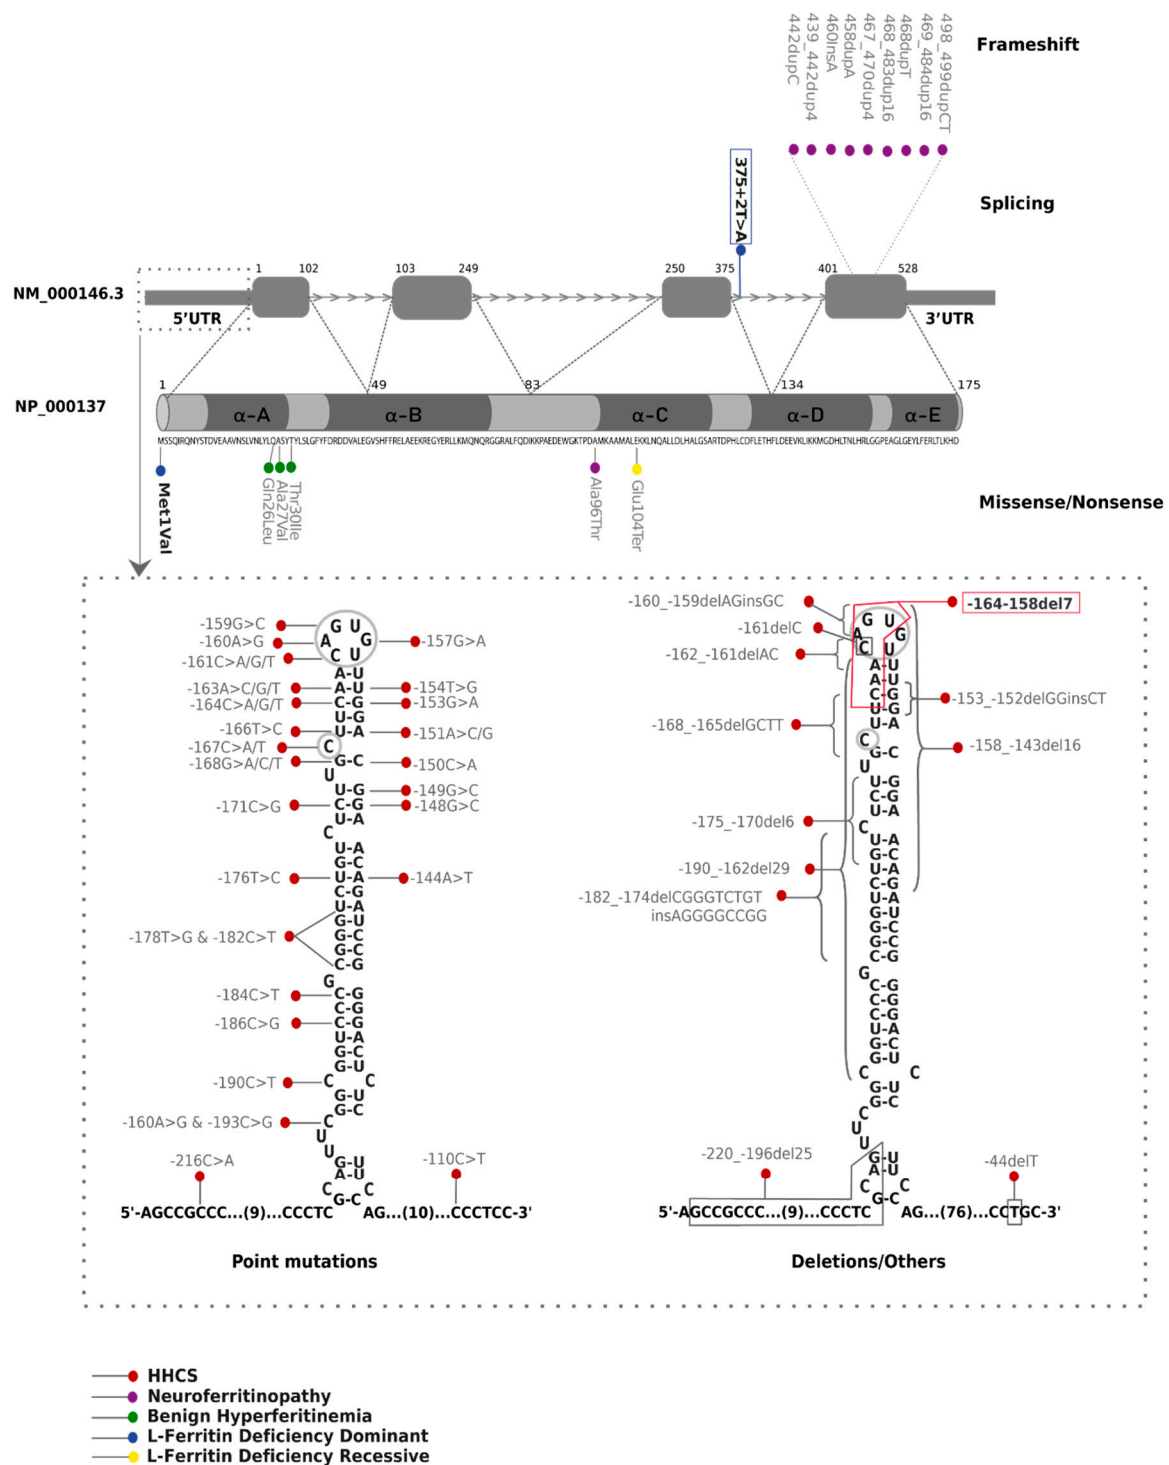 442dupC
439_442dup4
460InsA
458dupA
467_470dup4
468_483dup16
468dupT
469_484dup16
498_499dupCT
Frameshift
375+2T>A
Splicing
1 102 103 249 250 375 401 528
NM_000146.3
5'UTR
3'UTR
1 49 83 134 175
NP_000137
α-A α-B α-C α-D α-E
MSSQIRQNYSTDVEAAVNSLVNLYLQASYTYLSLGFYFDRDDVALEGVSHFFRELAEEKREGYERLLKMQNQRGGRALFQDIKKPAEDEWGKTPDAMKAAMALEKKLNQALLDLHALGSARTDPHLCDFLETHFLDEEVKLIKKMGDHLTNLHRLGGPEAGLGEYLFERLTLKHD
Met1Val
Gln26Leu
Ala27Val
Thr30Ile
Ala96Thr
Glu104Ter
Missense/Nonsense
-159G>C
-160A>G
-161C>A/G/T
-157G>A
-163A>C/G/T
-154T>G
-164C>A/G/T
-153G>A
-166T>C
-151A>C/G
-167C>A/T
-168G>A/C/T
-150C>A
-149G>C
-171C>G
-148G>C
-176T>C
-144A>T
-178T>G & -182C>T
-184C>T
-186C>G
-190C>T
-160A>G & -193C>G
-216C>A
-110C>T
G U
A G
C U
A-U
A-U
C-G
U-G
U-A
C
G-C
U
U-G
C-G
U-A
C
U-A
G-C
U-A
C-G
U-A
G-U
G-C
G-C
C-G
G
C-G
C-G
C-G
U-A
G-C
G-U
C C
G-U
G-C
C
U
U
G-U
A-U
C C
G-C
5'-AGCCGCCC...(9)...CCCTC AG...(10)...CCCTCC-3'
Point mutations
-160_-159delAGinsGC
-164-158del7
-161delC
-162_-161delAC
-153_-152delGGinsCT
-168_-165delGCTT
-158_-143del16
-175_-170del6
-190_-162del29
-182_-174delCGGGTCTGT
insAGGGGCCGG
-220_-196del25
-44delT
G U
A G
C U
A-U
A-U
C-G
U-G
U-A
C
G-C
U
U-G
C-G
U-A
C
U-A
G-C
U-A
C-G
U-A
G-U
G-C
G-C
C-G
G
C-G
C-G
C-G
U-A
G-C
G-U
C C
G-U
G-C
C
U
U
G-U
A-U
C C
G-C
5'-AGCCGCCC...(9)...CCCTC AG...(76)...CCTGC-3'
Deletions/Others
HHCS
Neuroferritinopathy
Benign Hyperferitinemia
L-Ferritin Deficiency Dominant
L-Ferritin Deficiency Recessive